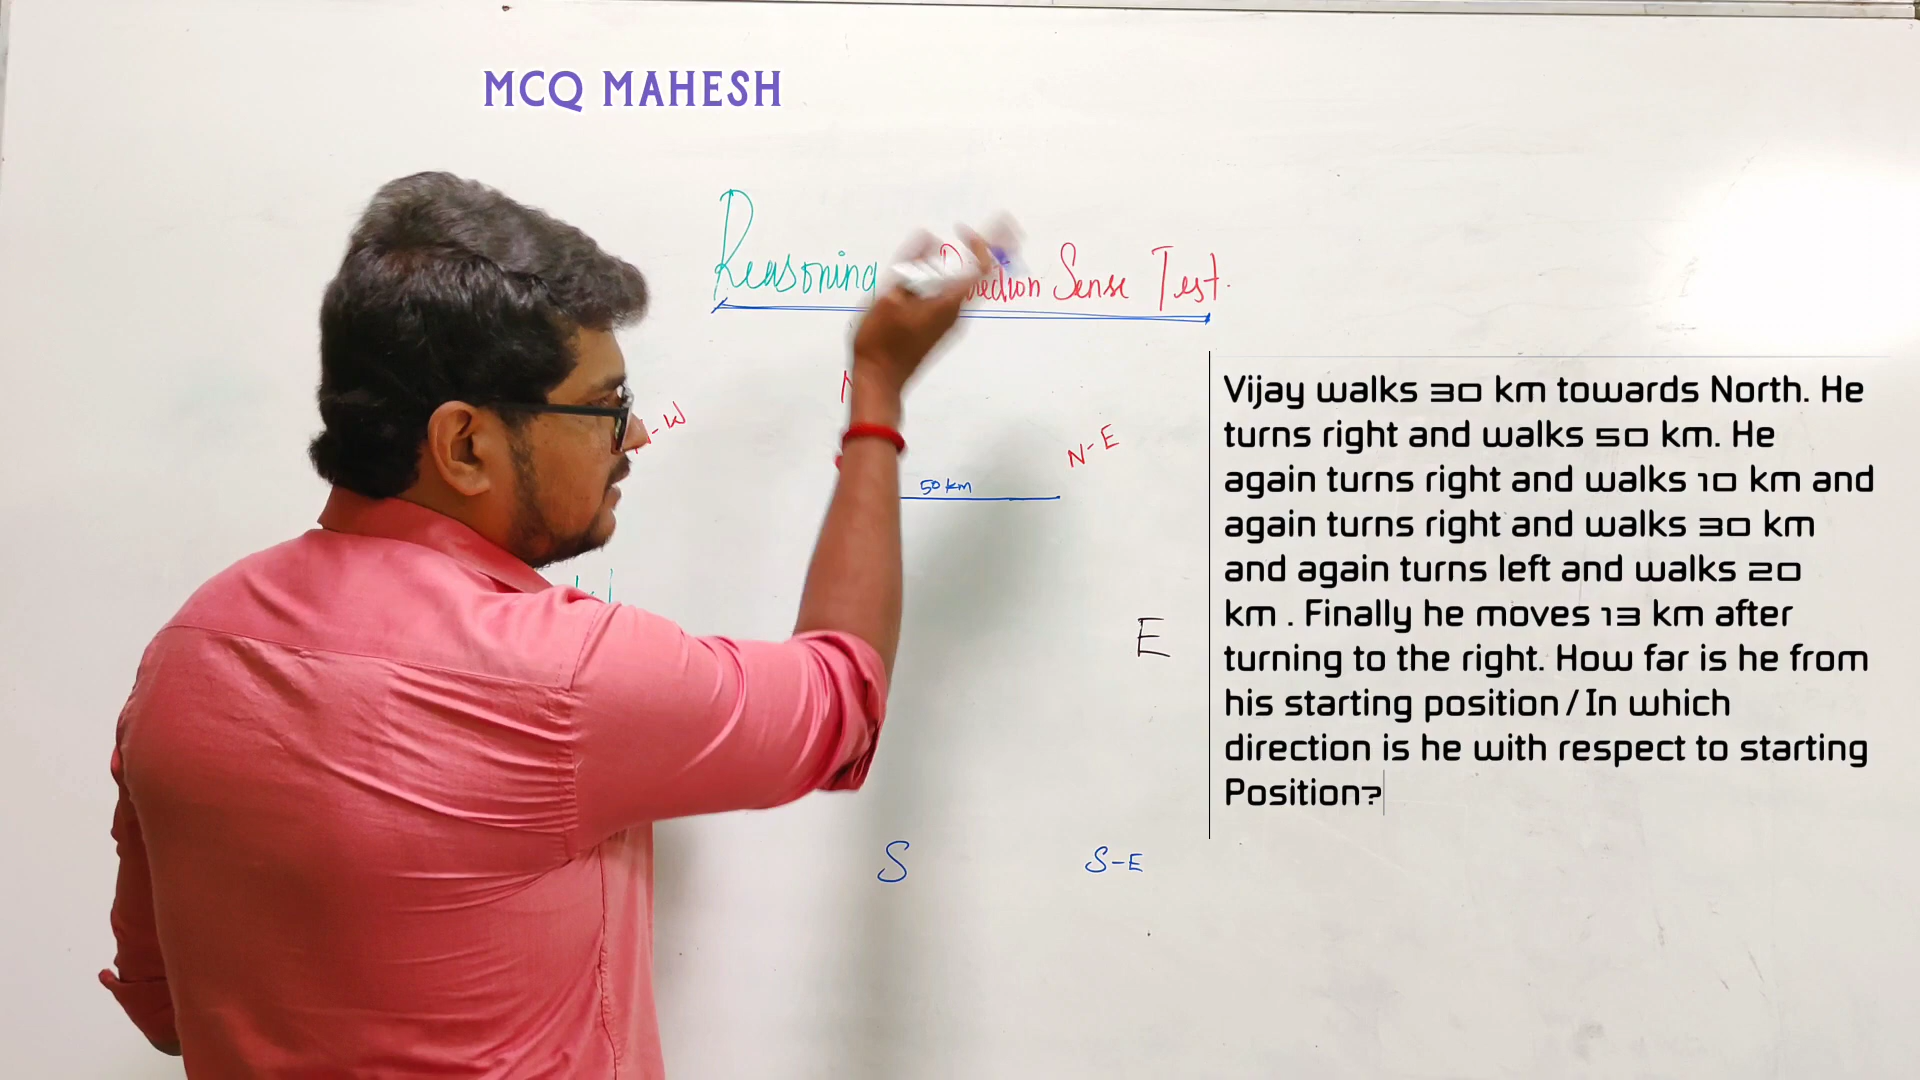 MCQ MAHESH
Reasoning Direction Sense Test.
N
N-W
N-E
50 km
E
S
S-E
Vijay walks 30 km towards North. He
turns right and walks 50 km. He
again turns right and walks 10 km and
again turns right and walks 30 km
and again turns left and walks 20
km . Finally he moves 13 km after
turning to the right. How far is he from
his starting position / In which
direction is he with respect to starting
Position?